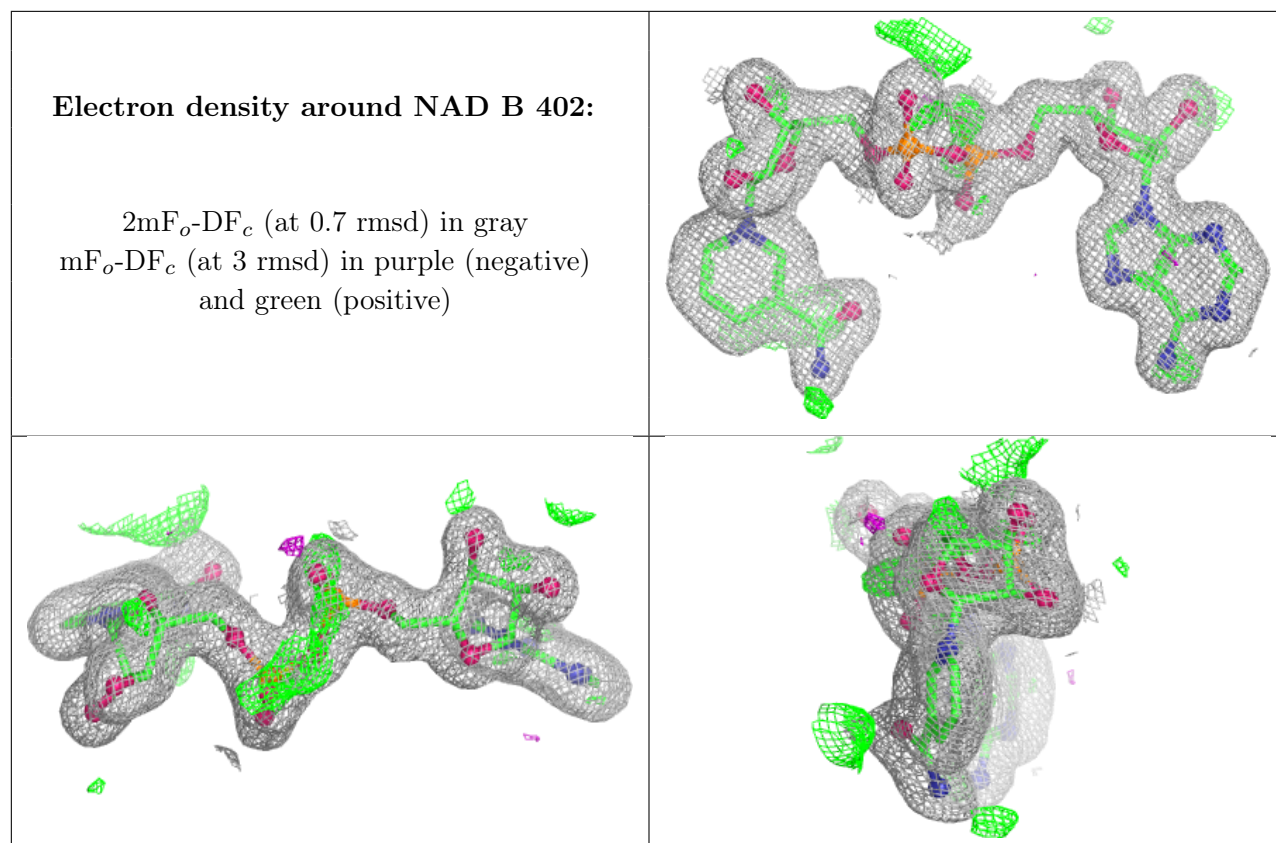 Electron density around NAD B 402:
2mFₒ-DF𝒸 (at 0.7 rmsd) in gray
mFₒ-DF𝒸 (at 3 rmsd) in purple (negative)
and green (positive)